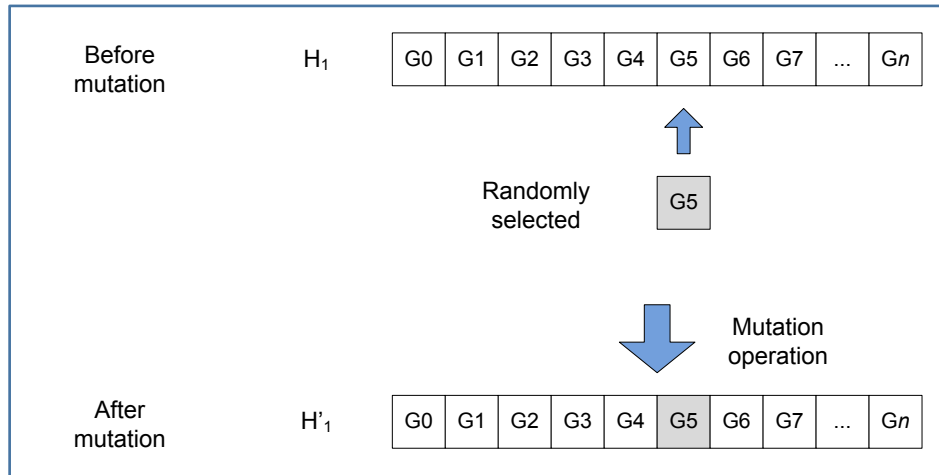 Before
mutation
H₁ G0 G1 G2 G3 G4 G5 G6 G7 ... Gn
Randomly
selected
G5
Mutation
operation
After
mutation
H'₁ G0 G1 G2 G3 G4 G5 G6 G7 ... Gn